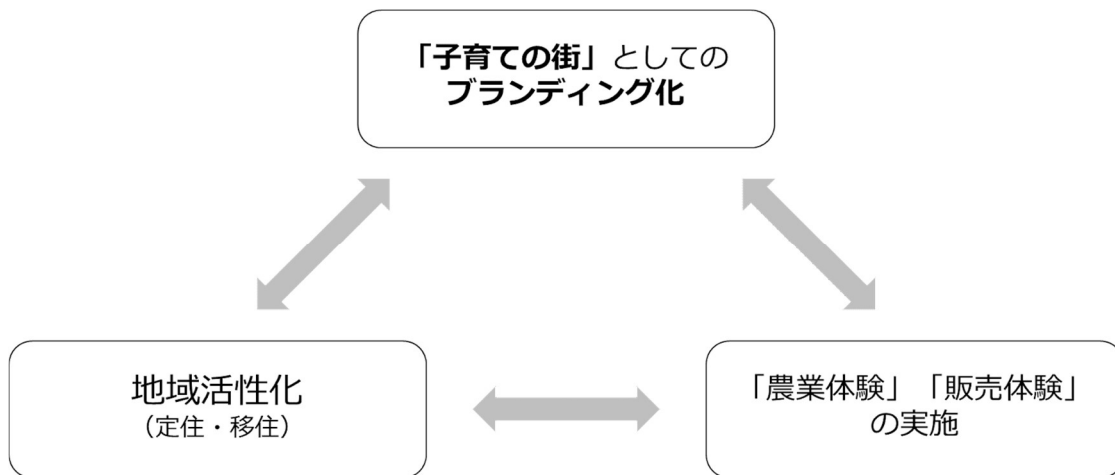 「子育ての街」としての
ブランディング化
地域活性化
（定住・移住）
「農業体験」「販売体験」
の実施